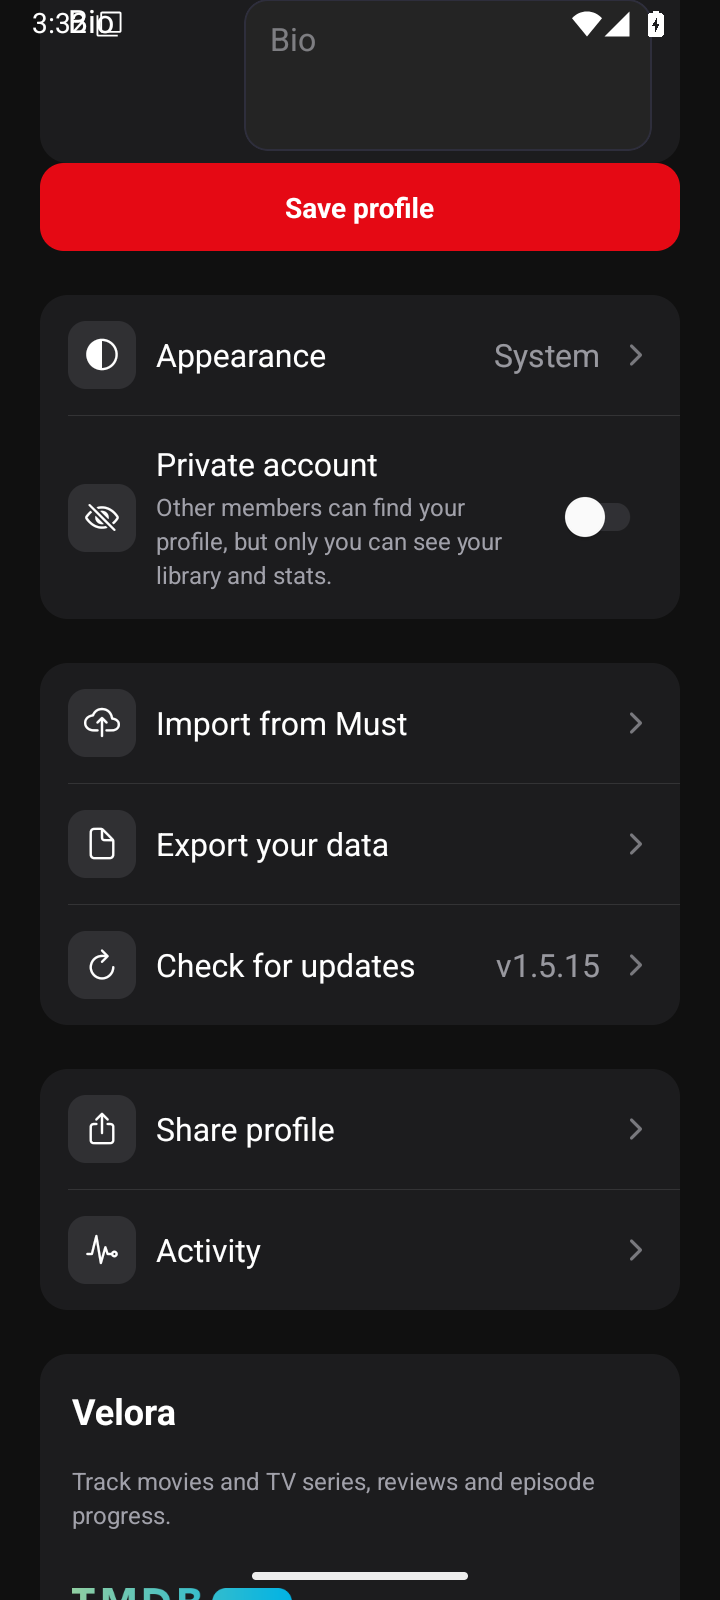 Bio
Bio
Save profile
Appearance
System
Private account
Other members can find your
profile, but only you can see your
library and stats.
Import from Must
Export your data
Check for updates
v1.5.15
Share profile
Activity
Velora
Track movies and TV series, reviews and episode
progress.
TMDB